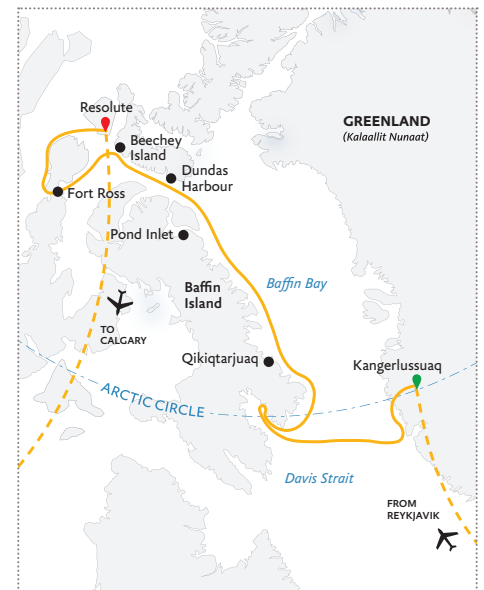 Resolute
GREENLAND
(Kalaallit Nunaat)
Beechey
Island
Dundas
Harbour
Fort Ross
Pond Inlet
Baffin
Island
Baffin Bay
TO
CALGARY
Qikiqtarjuaq
Kangerlussuaq
ARCTIC CIRCLE
Davis Strait
FROM
REYKJAVIK